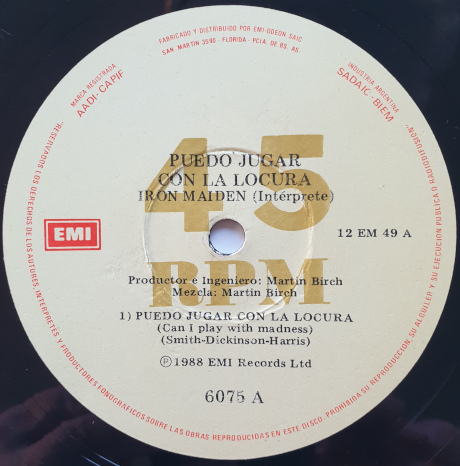 FABRICADO Y DISTRIBUIDO POR EMI-ODEON SAIC
SAN MARTIN 3590 - FLORIDA - PCIA. DE BS. AS.
MARCA REGISTRADA
AADI-CAPIF
INDUSTRIA ARGENTINA
SADAIC-BIEM
45
RPM
PUEDO JUGAR
CON LA LOCURA
IRON MAIDEN (Intérprete)
EMI
12 EM 49 A
Productor e Ingeniero: Martin Birch
Mezcla: Martin Birch
1) PUEDO JUGAR CON LA LOCURA
(Can I play with madness)
(Smith-Dickinson-Harris)
Ⓟ 1988 EMI Records Ltd
6075 A
"RESERVADOS LOS DERECHOS DE LOS AUTORES, INTERPRETES Y PRODUCTORES FONOGRAFICOS SOBRE LAS OBRAS REPRODUCIDAS EN ESTE DISCO. PROHIBIDA SU REPRODUCCION, SU ALQUILER Y SU EJECUCION PUBLICA O RADIODIFUSION"